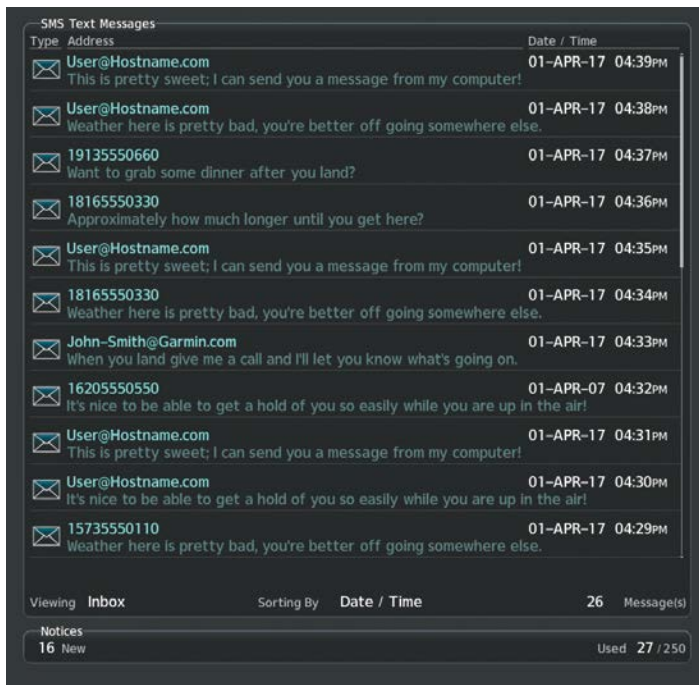 SMS Text Messages
Type Address Date / Time
User@Hostname.com 01-APR-17 04:39PM
This is pretty sweet; I can send you a message from my computer!
User@Hostname.com 01-APR-17 04:38PM
Weather here is pretty bad, you're better off going somewhere else.
19135550660 01-APR-17 04:37PM
Want to grab some dinner after you land?
18165550330 01-APR-17 04:36PM
Approximately how much longer until you get here?
User@Hostname.com 01-APR-17 04:35PM
This is pretty sweet; I can send you a message from my computer!
18165550330 01-APR-17 04:34PM
Weather here is pretty bad, you're better off going somewhere else.
John-Smith@Garmin.com 01-APR-17 04:33PM
When you land give me a call and I'll let you know what's going on.
16205550550 01-APR-07 04:32PM
It's nice to be able to get a hold of you so easily while you are up in the air!
User@Hostname.com 01-APR-17 04:31PM
This is pretty sweet; I can send you a message from my computer!
User@Hostname.com 01-APR-17 04:30PM
It's nice to be able to get a hold of you so easily while you are up in the air!
15735550110 01-APR-17 04:29PM
Weather here is pretty bad, you're better off going somewhere else.
Viewing Inbox Sorting By Date / Time 26 Message(s)
Notices
16 New Used 27 / 250